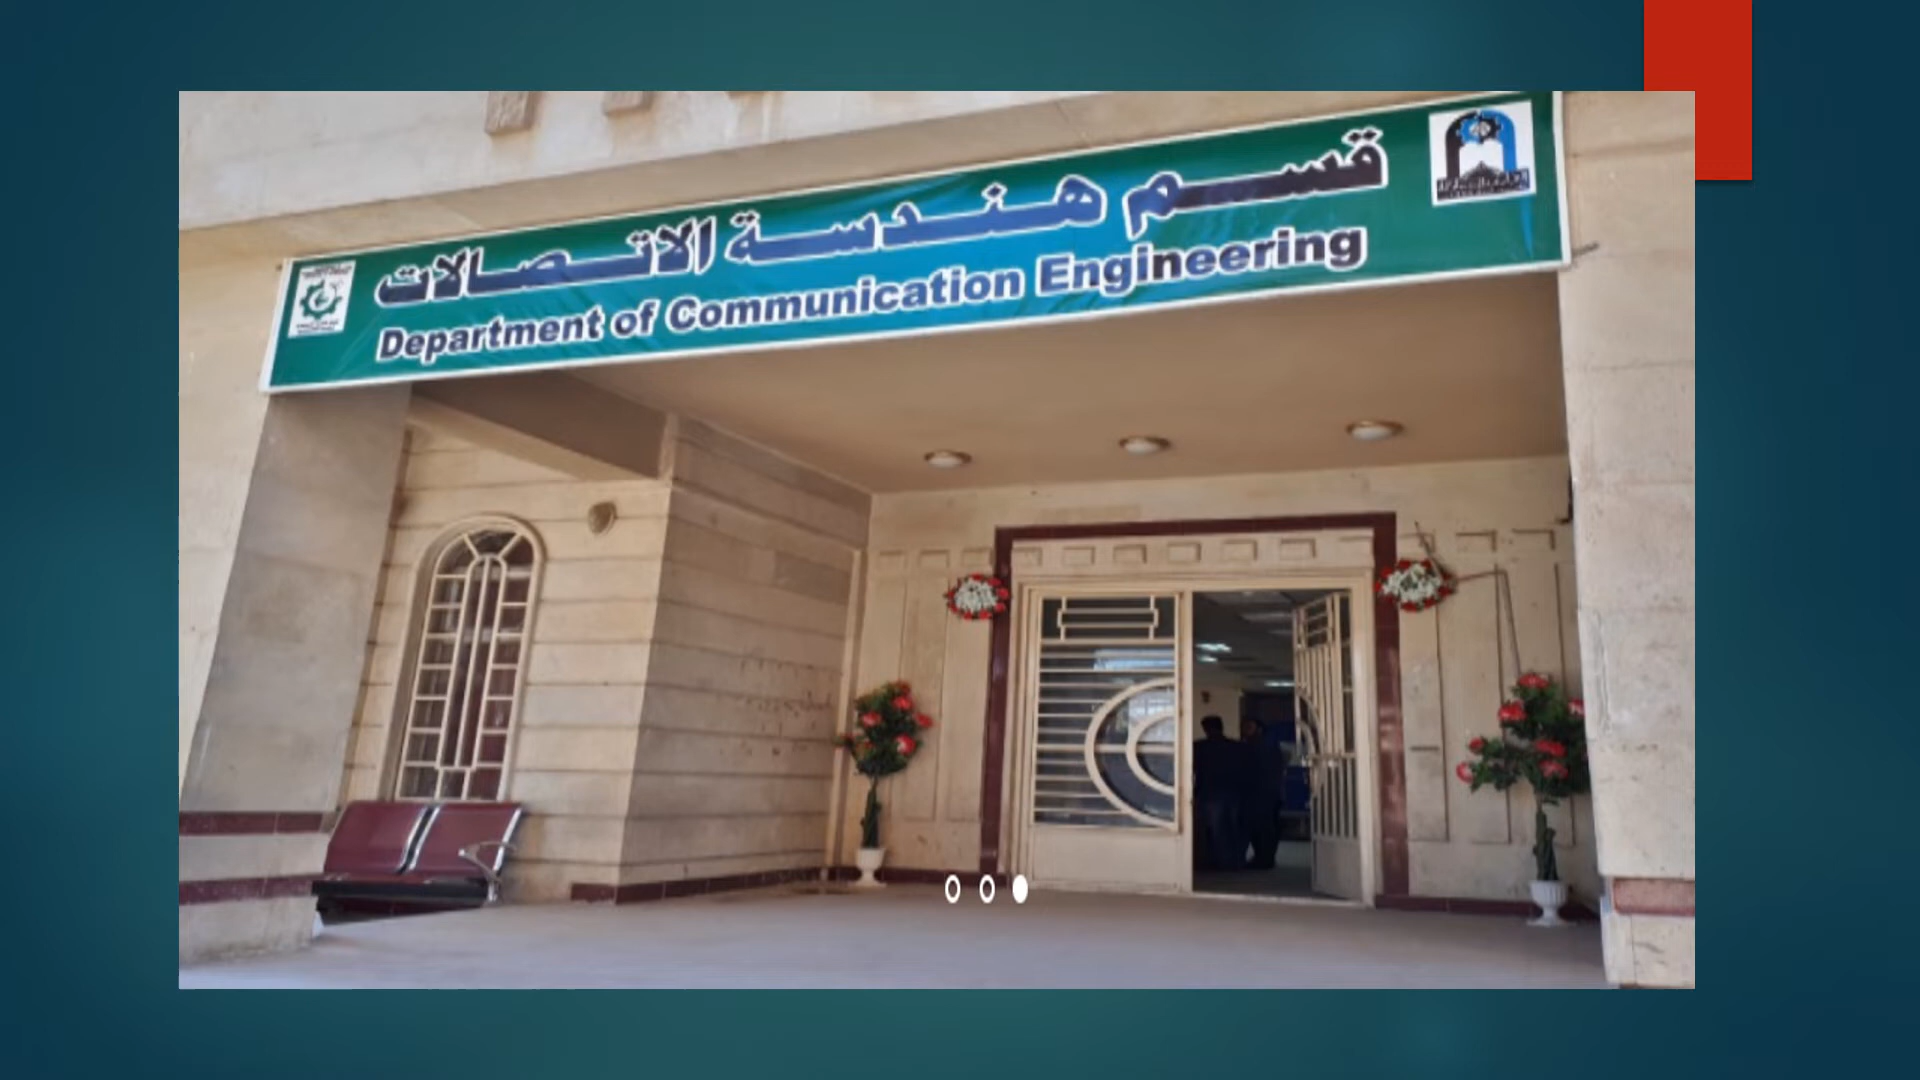 قسم هندسة الاتصالات
Department of Communication Engineering